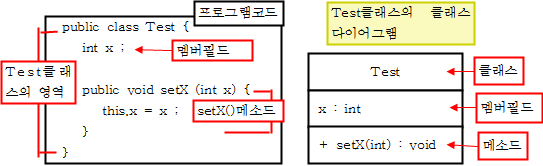 프로그램코드
public class Test {
int x ;
멤버필드
Test클래
스의 영역
public void setX (int x) {
this,x = x ;
setX()메소드
}
}
Test클래스의 클래스
다이어그램
Test
클래스
x : int
멤버필드
+ setX(int) : void
메소드